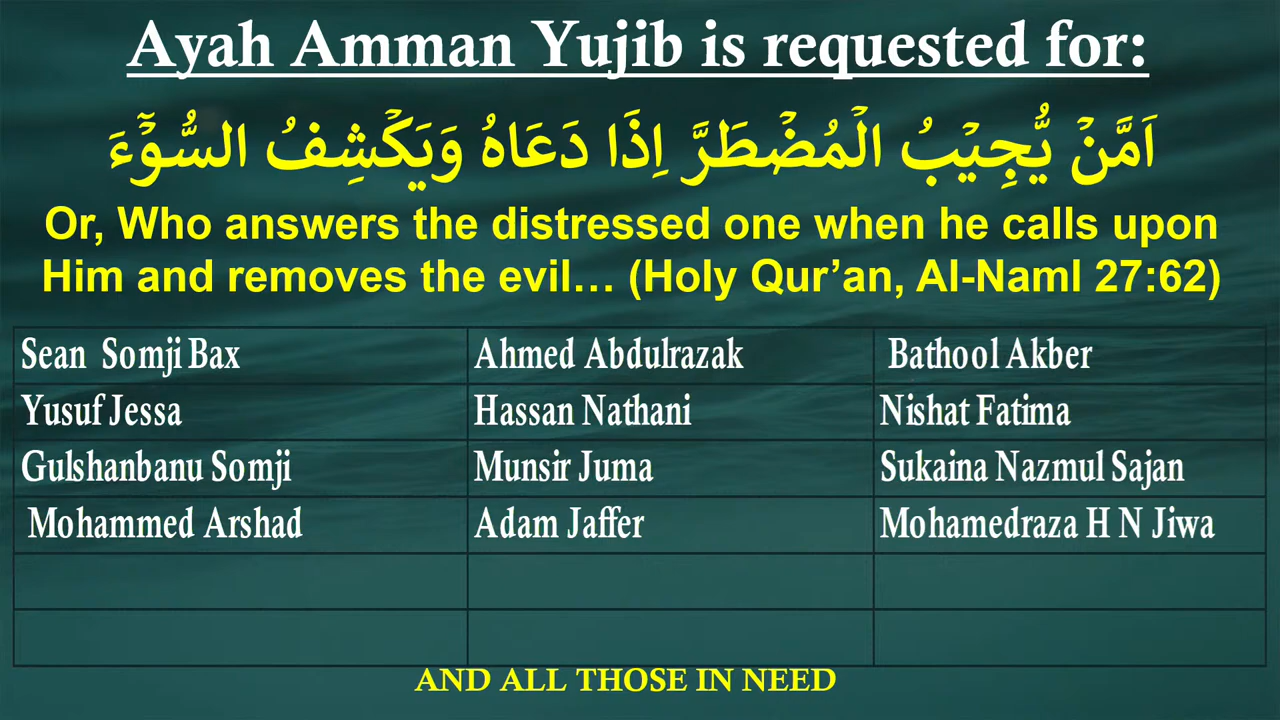 Ayah Amman Yujib is requested for:
اَمَّنۡ يُّجِيۡبُ الۡمُضۡطَرَّ اِذَا دَعَاهُ وَيَكۡشِفُ السُّوۡٓءَ
Or, Who answers the distressed one when he calls upon
Him and removes the evil… (Holy Qur’an, Al-Naml 27:62)
Sean Somji Bax Ahmed Abdulrazak Bathool Akber
Yusuf Jessa Hassan Nathani Nishat Fatima
Gulshanbanu Somji Munsir Juma Sukaina Nazmul Sajan
Mohammed Arshad Adam Jaffer Mohamedraza H N Jiwa
AND ALL THOSE IN NEED